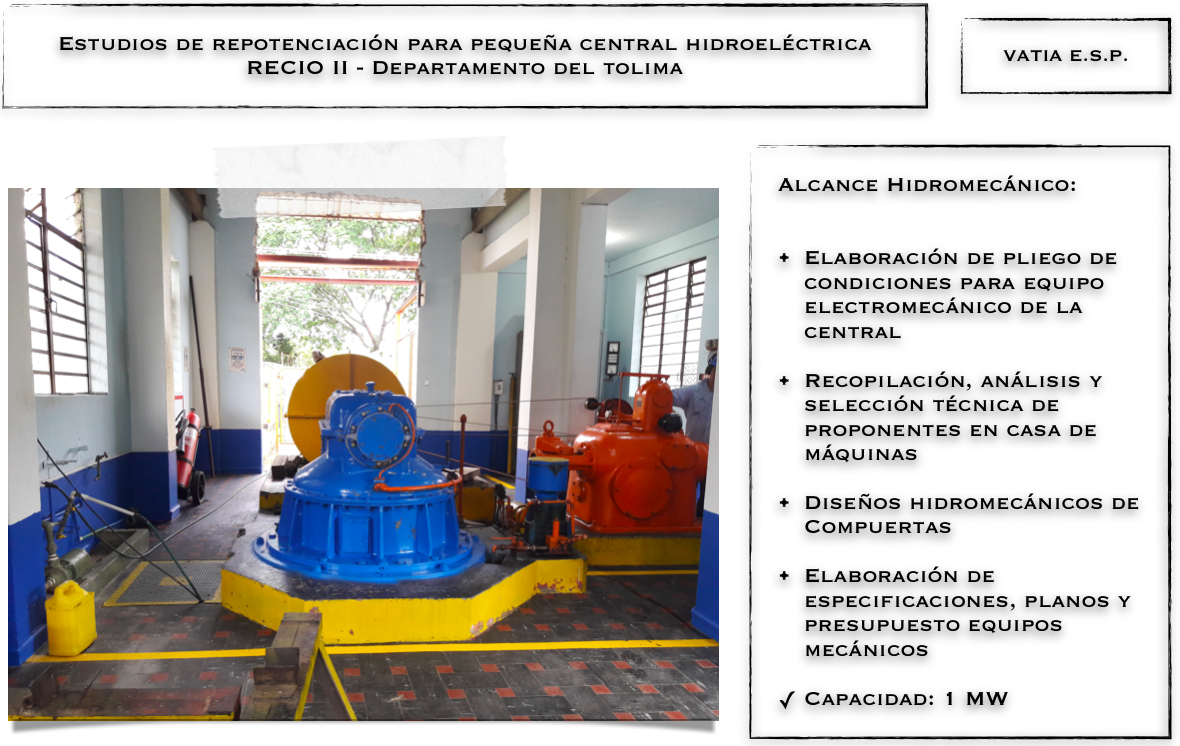 Estudios de repotenciación para pequeña central hidroeléctrica
RECIO II - Departamento del tolima
VATIA E.S.P.
Alcance Hidromecánico:
+ Elaboración de pliego de
condiciones para equipo
electromecánico de la
central
+ Recopilación, análisis y
selección técnica de
proponentes en casa de
máquinas
+ Diseños hidromecánicos de
Compuertas
+ Elaboración de
especificaciones, planos y
presupuesto equipos
mecánicos
✓ Capacidad: 1 MW